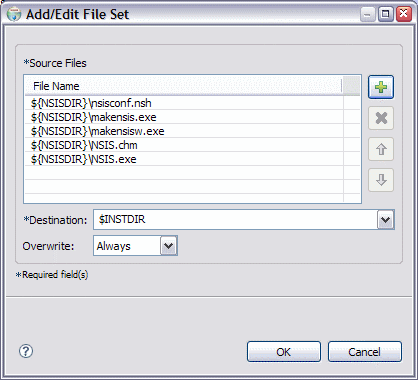 Add/Edit File Set
*Source Files
File Name
${NSISDIR}\nsisconf.nsh
${NSISDIR}\makensis.exe
${NSISDIR}\makensisw.exe
${NSISDIR}\NSIS.chm
${NSISDIR}\NSIS.exe
*Destination: $INSTDIR
Overwrite: Always
*Required field(s)
OK Cancel